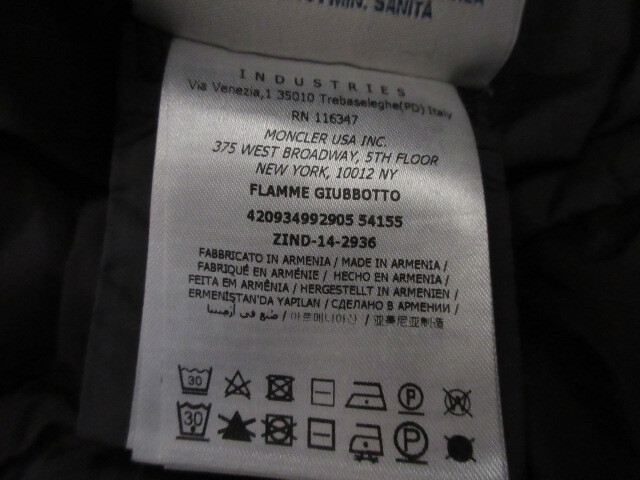 MIN. SANITÀ
INDUSTRIES
Via Venezia,1 35010 Trebaseleghe(PD) Italy
RN 116347
MONCLER USA INC.
375 WEST BROADWAY, 5TH FLOOR
NEW YORK, 10012 NY
FLAMME GIUBBOTTO
420934992905 54155
ZIND-14-2936
FABBRICATO IN ARMENIA / MADE IN ARMENIA /
FABRIQUÉ EN ARMÉNIE / HECHO EN ARMENIA /
FEITA EM ARMÊNIA / HERGESTELLT IN ARMENIEN /
ERMENISTAN'DA YAPILAN / СДЕЛАНО В АРМЕНИИ
صنع في أرمينيا / 아르메니아산 / 亚美尼亚制造
30 P W
30 P